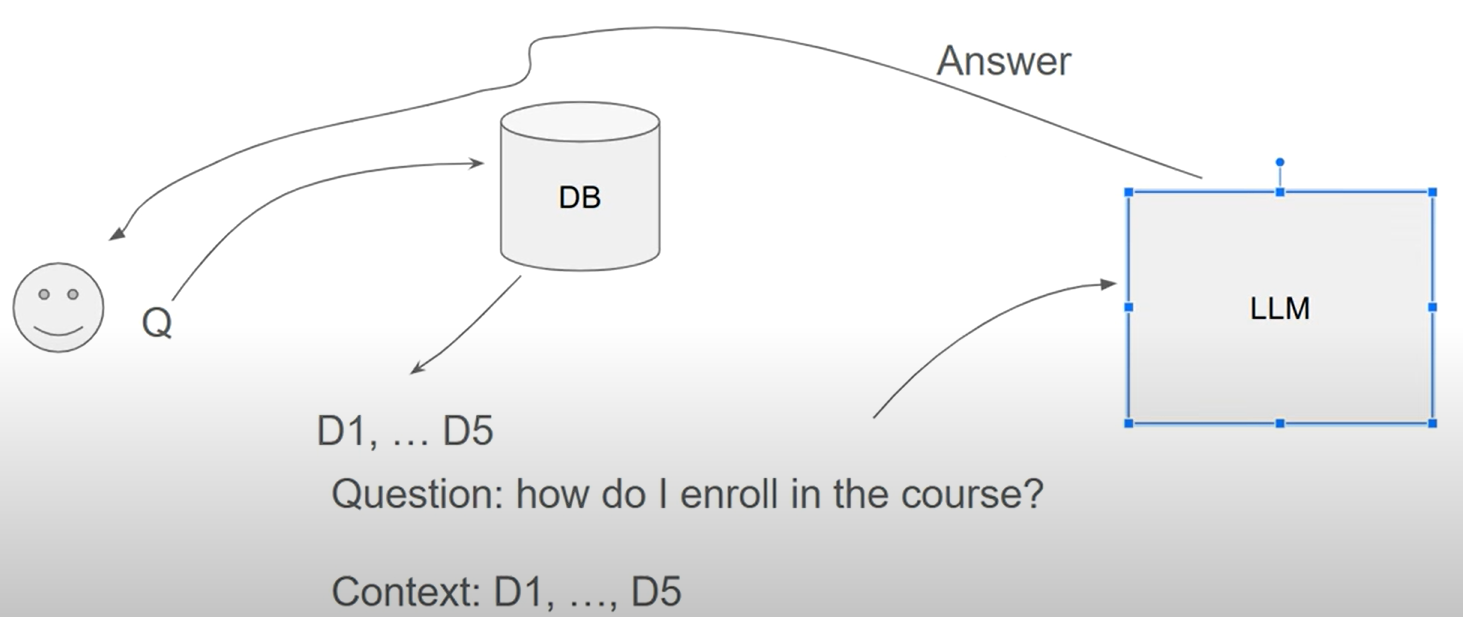 Answer
DB
LLM
Q
D1, … D5
Question: how do I enroll in the course?
Context: D1, …, D5